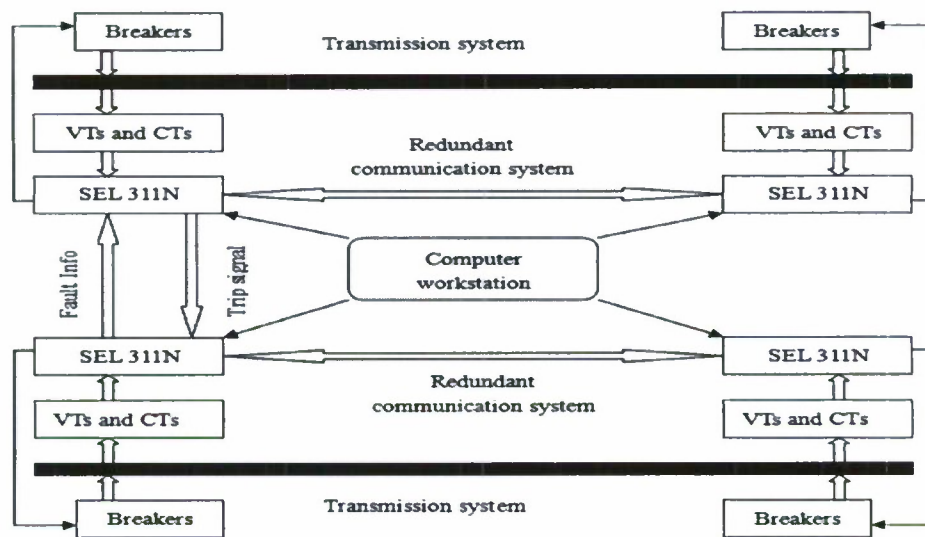 Breakers
Transmission system
Breakers
VTs and CTs
Redundant
communication system
VTs and CTs
SEL 311N
SEL 311N
Fault Info
Trip signal
Computer
workstation
SEL 311N
SEL 311N
Redundant
communication system
VTs and CTs
VTs and CTs
Breakers
Transmission system
Breakers